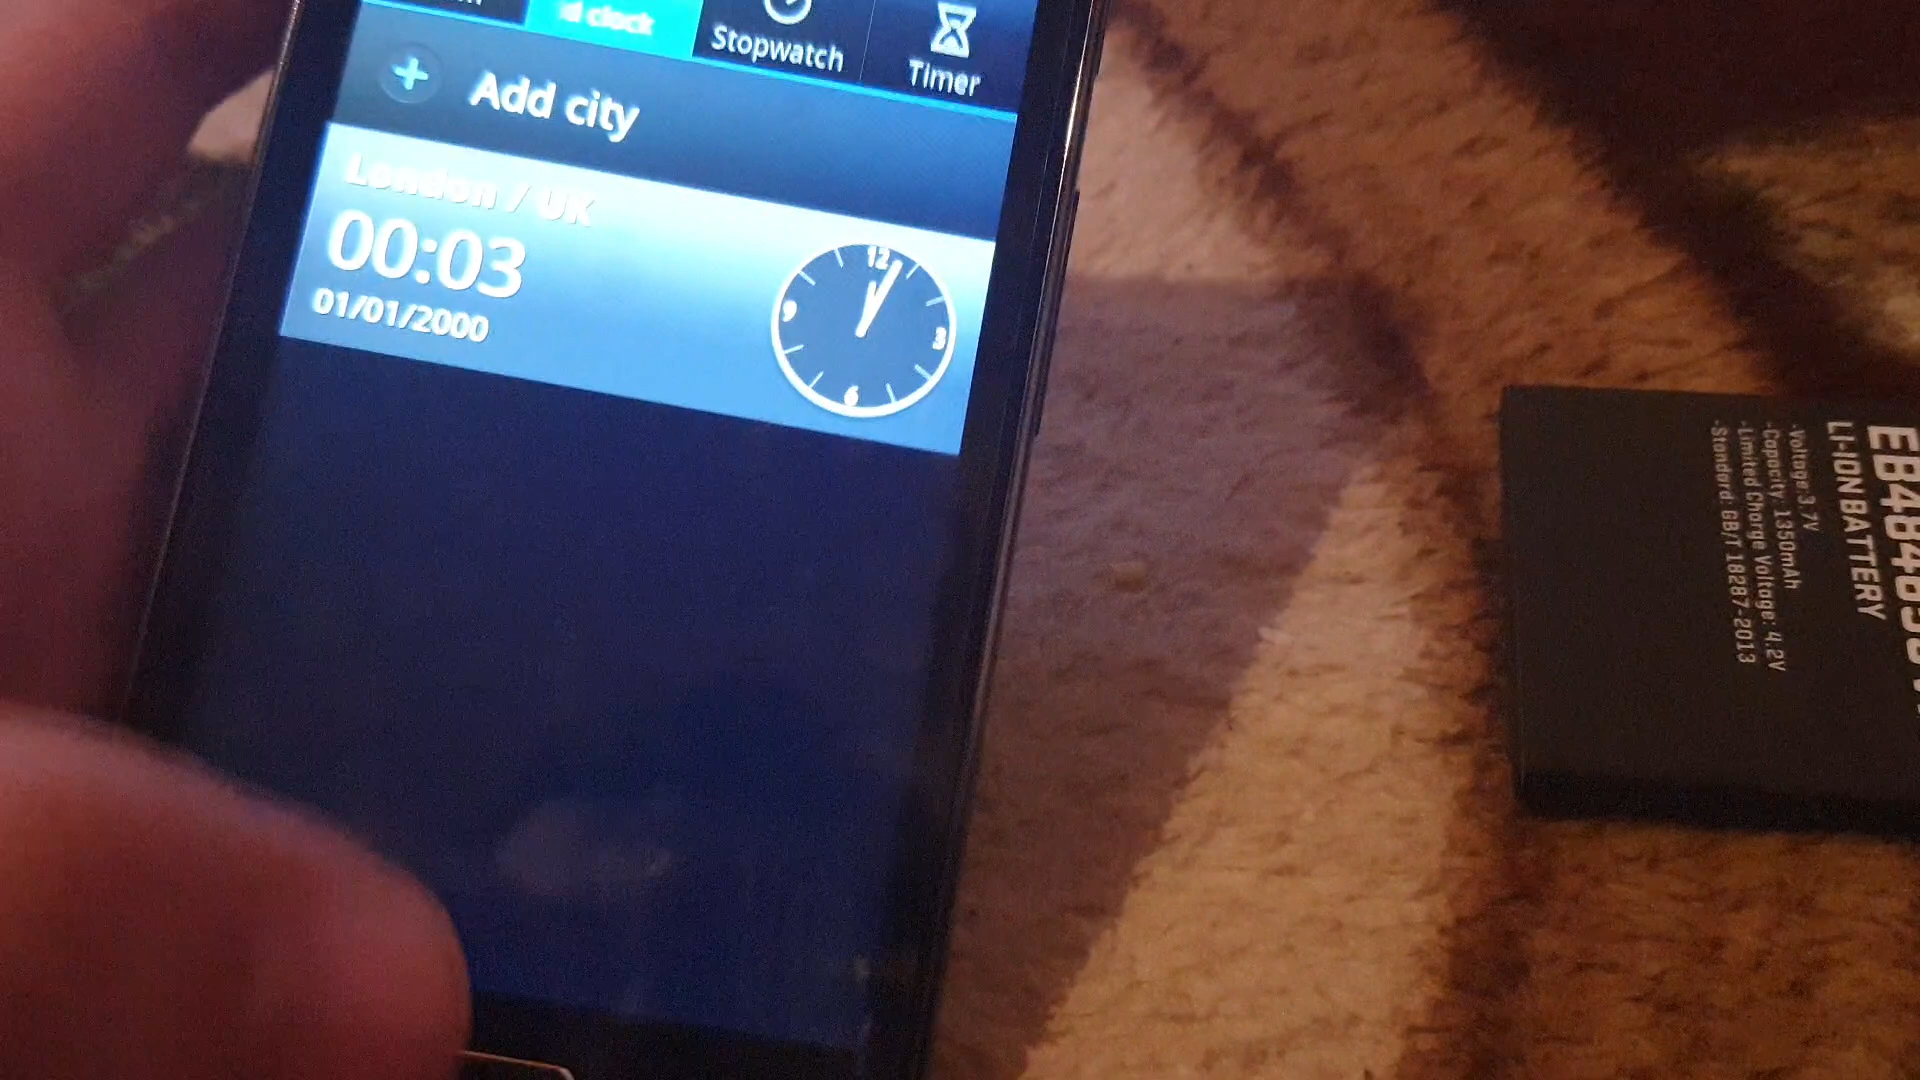 clock
Stopwatch
Timer
Add city
London / UK
00:03
01/01/2000
12
3
6
9
LI-ION BATTERY
-Voltage: 3.7V
-Capacity: 1350mAh
-Limited Charge Voltage: 4.2V
-Standard: GB/T 18287-2013